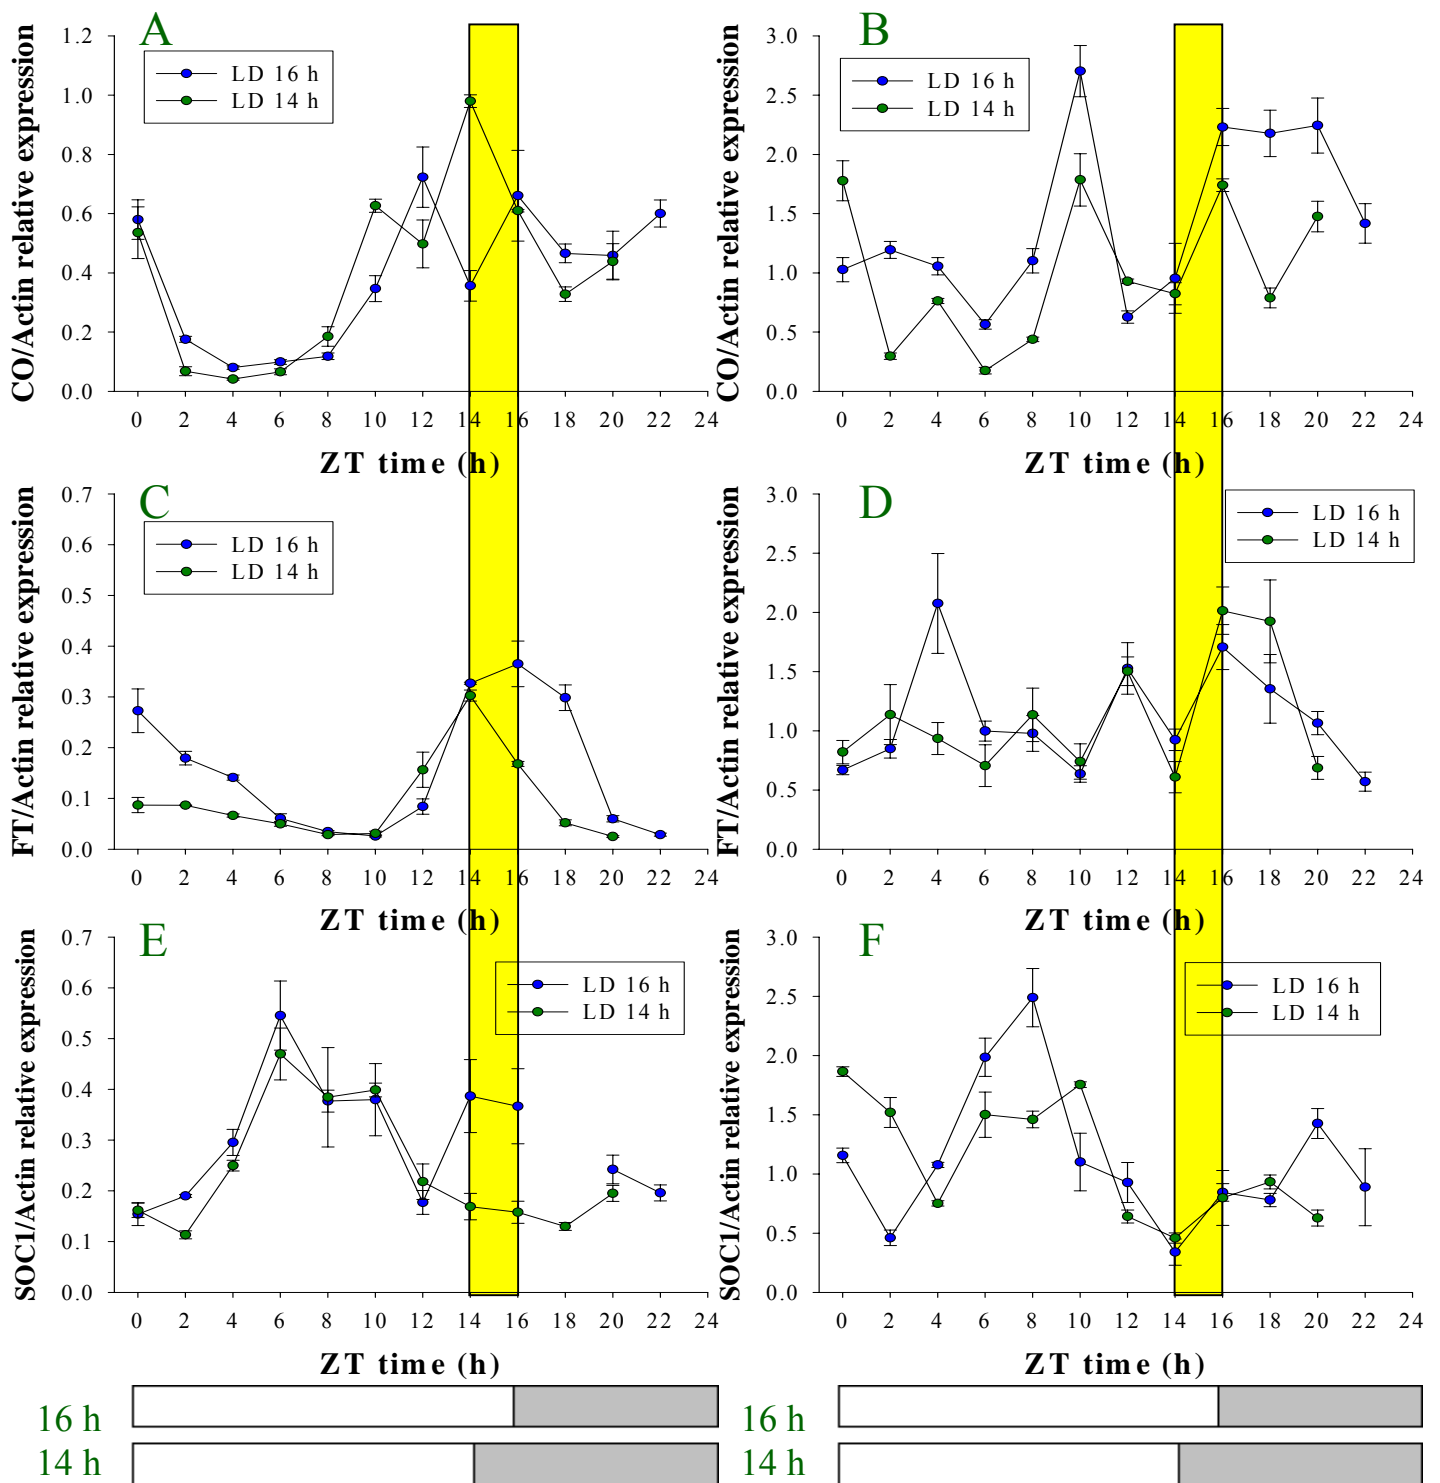 A
CO/Actin relative expression
1.2
1.0
0.8
0.6
0.4
0.2
0.0
LD 16 h
LD 14 h
0 2 4 6 8 10 12 14 16 18 20 22 24
ZT time (h)
B
CO/Actin relative expression
3.0
2.5
2.0
1.5
1.0
0.5
0.0
LD 16 h
LD 14 h
0 2 4 6 8 10 12 14 16 18 20 22 24
ZT time (h)
C
FT/Actin relative expression
0.7
0.6
0.5
0.4
0.3
0.2
0.1
0.0
LD 16 h
LD 14 h
0 2 4 6 8 10 12 14 16 18 20 22 24
ZT time (h)
D
FT/Actin relative expression
3.0
2.5
2.0
1.5
1.0
0.5
0.0
LD 16 h
LD 14 h
0 2 4 6 8 10 12 14 16 18 20 22 24
ZT time (h)
E
SOC1/Actin relative expression
0.7
0.6
0.5
0.4
0.3
0.2
0.1
0.0
LD 16 h
LD 14 h
0 2 4 6 8 10 12 14 16 18 20 22 24
ZT time (h)
F
SOC1/Actin relative expression
3.0
2.5
2.0
1.5
1.0
0.5
0.0
LD 16 h
LD 14 h
0 2 4 6 8 10 12 14 16 18 20 22 24
ZT time (h)
16 h
16 h
14 h
14 h